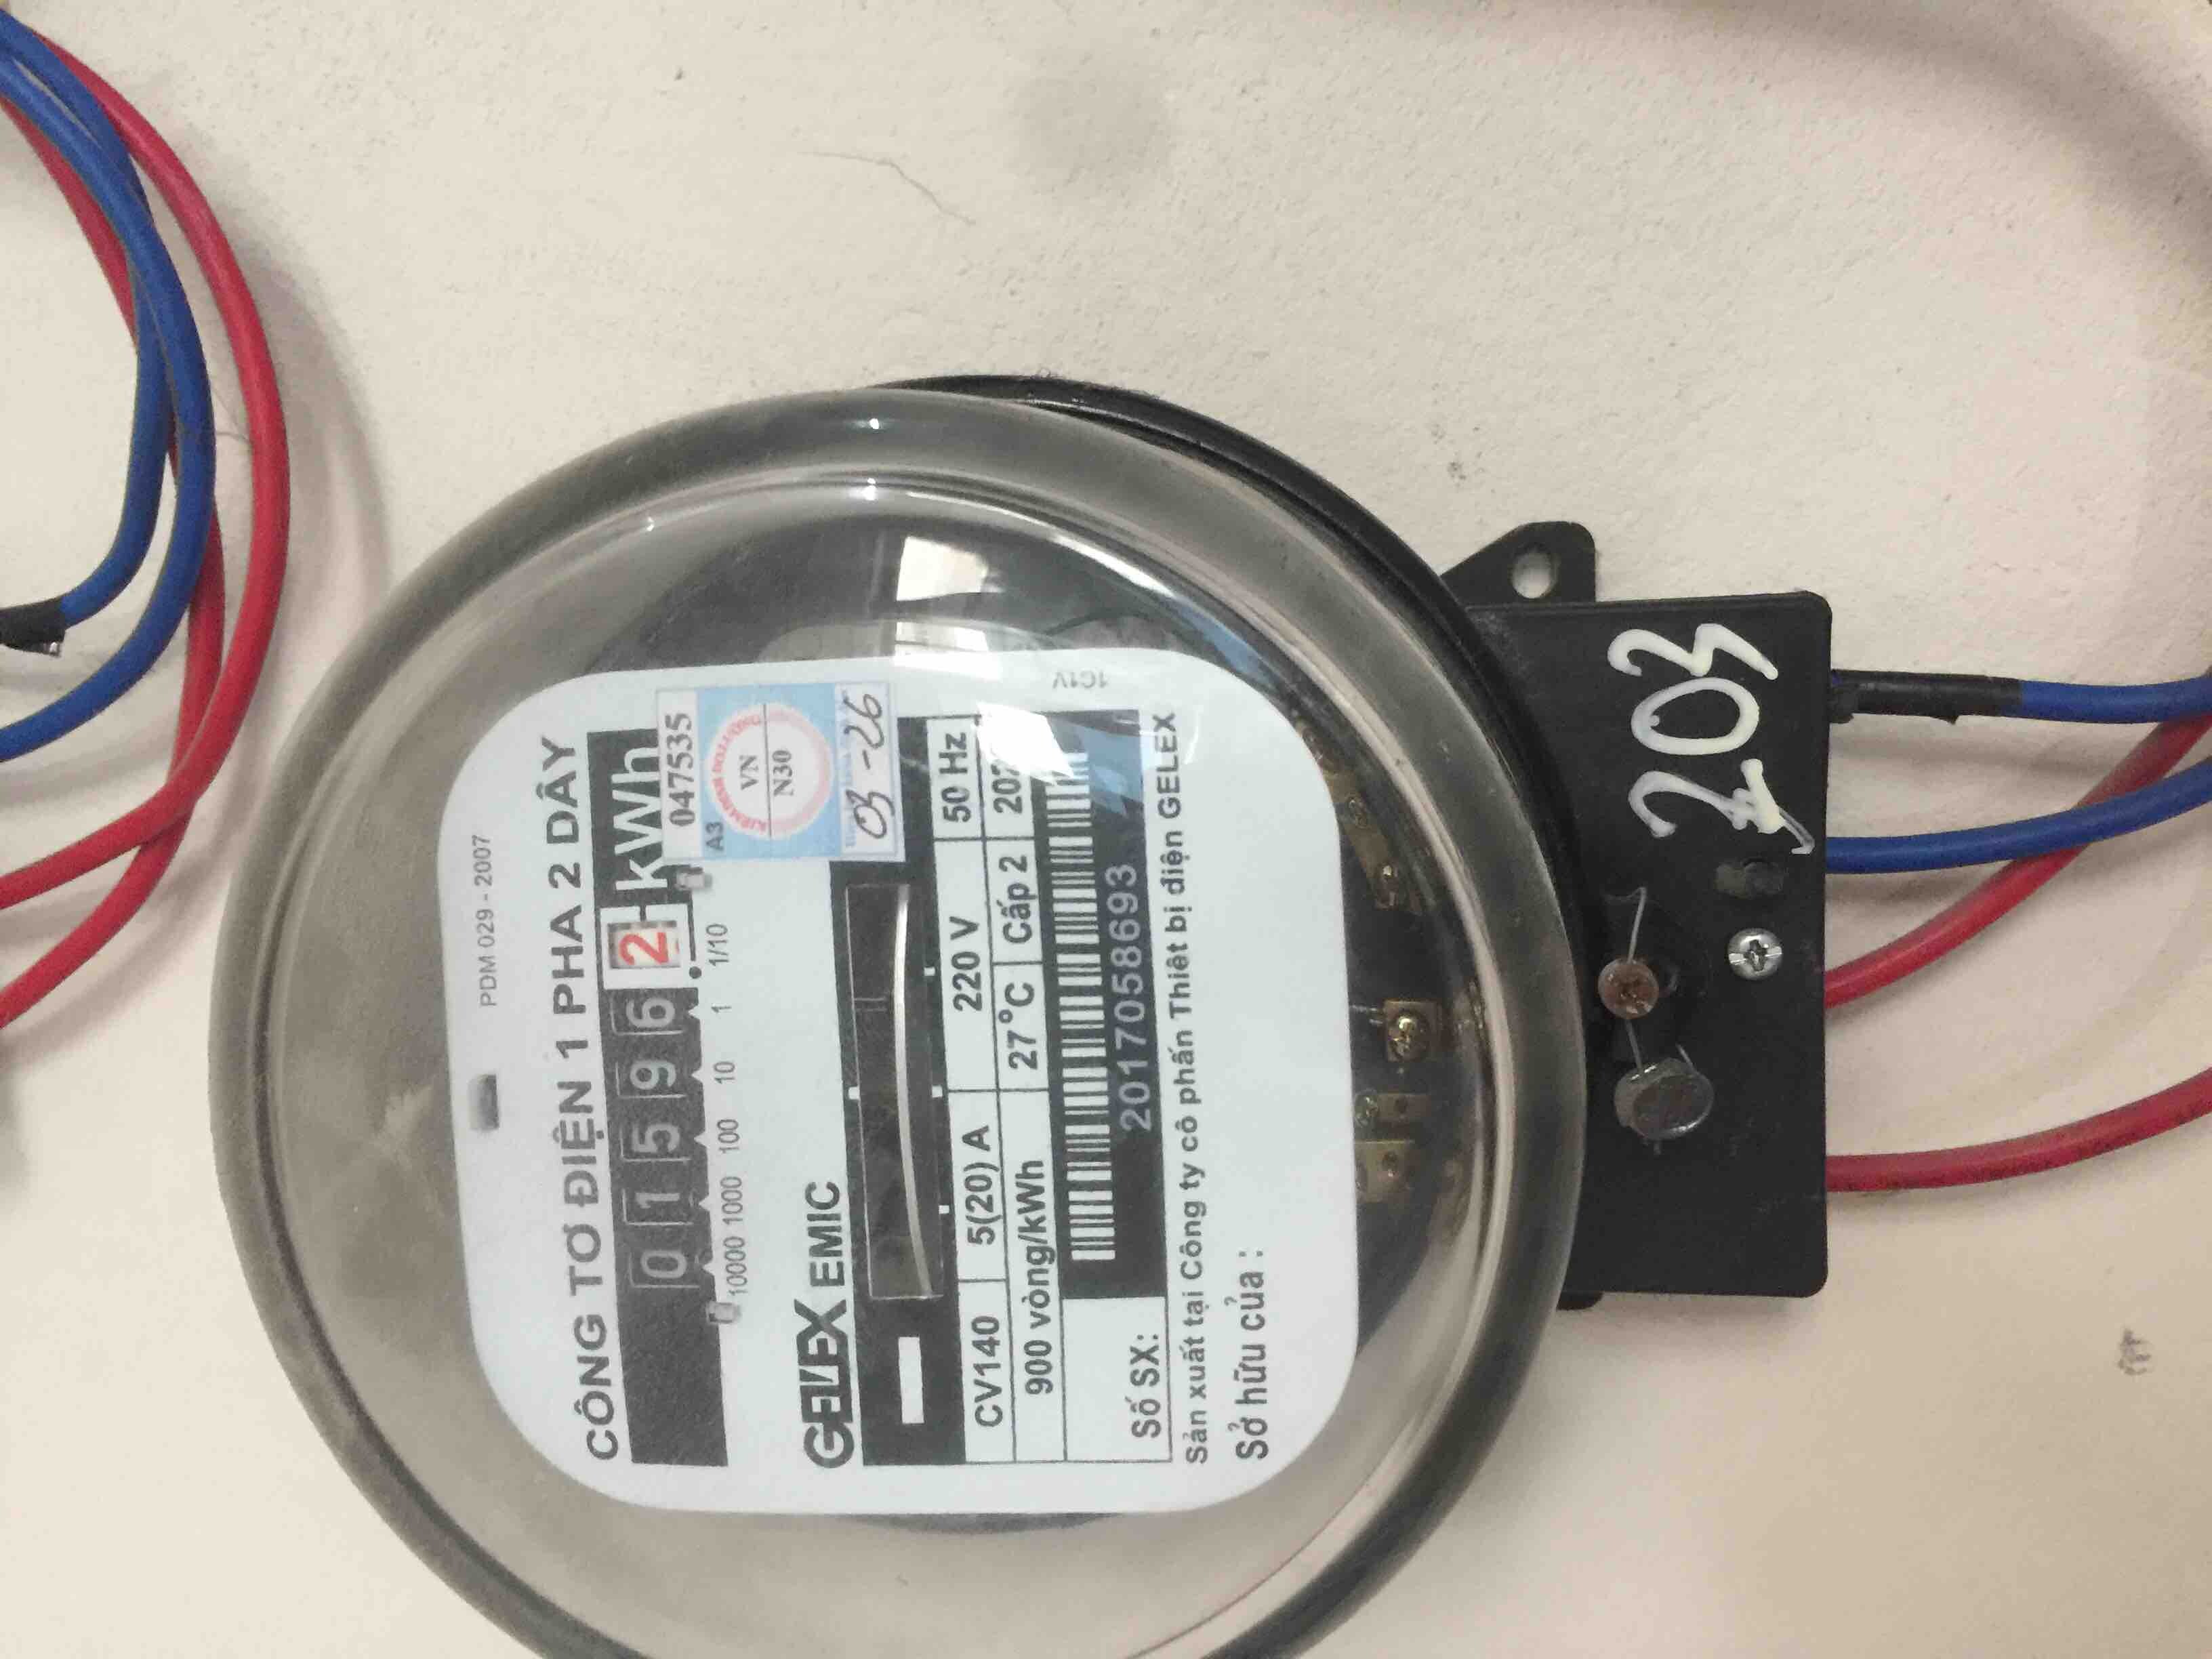 PDM 029 - 2007
CÔNG TƠ ĐIỆN 1 PHA 2 DÂY
0 1 5 9 6 2 kWh
10000 1000 100 10 1 1/10
047535
A3
VN
N30
03 - 26
GELEX EMIC
CV140 5(20) A 220 V 50 Hz
900 vòng/kWh 27°C Cấp 2
Số SX: 201770586​93
Sản xuất tại Công ty cổ phần Thiết bị điện GELEX
Sở hữu của :
1C1V
203